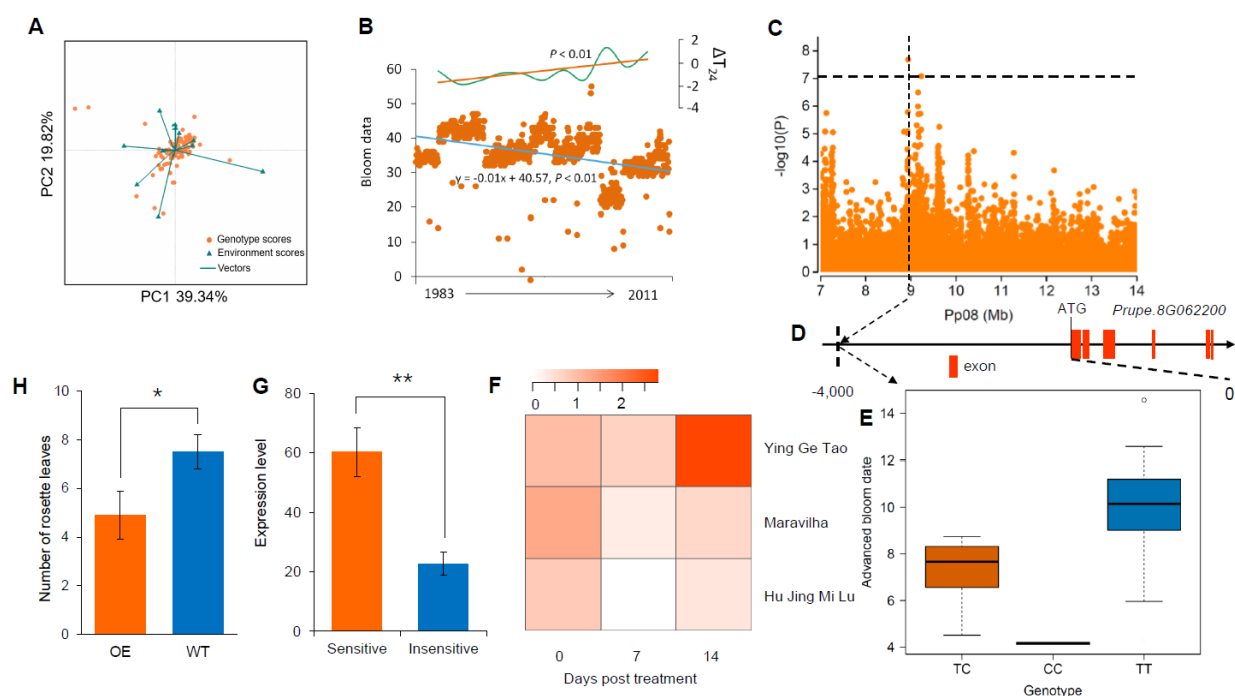 A
PC2 19.82%
Genotype scores
Environment scores
Vectors
PC1 39.34%
B
P < 0.01
2
0
-2
-4
ΔT24
60
50
40
30
20
10
0
Bloom data
y = -0.01x + 40.57, P < 0.01
1983
2011
C
8
7
6
5
4
3
2
1
0
-log10(P)
7 8 9 10 11 12 13 14
Pp08 (Mb)
D
ATG
Prupe.8G062200
exon
-4,000
0
H
10
8
6
4
2
0
Number of rosette leaves
*
OE WT
G
80
60
40
20
0
Expression level
**
Sensitive Insensitive
F
0 1 2
Ying Ge Tao
Maravilha
Hu Jing Mi Lu
0 7 14
Days post treatment
E
14
12
10
8
6
4
Advanced bloom date
TC CC TT
Genotype